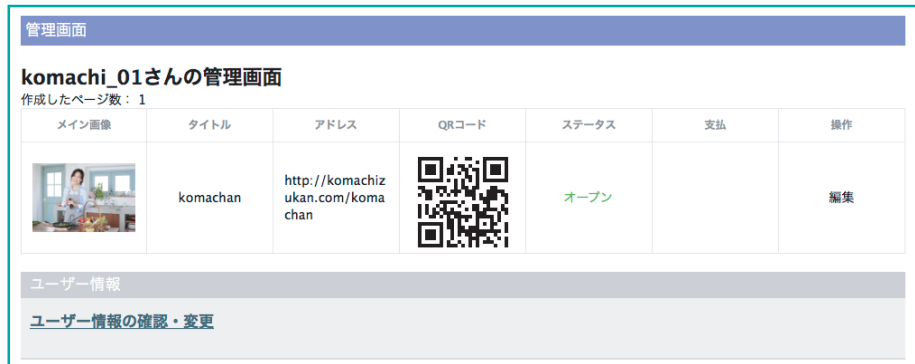 管理画面
komachi_01さんの管理画面
作成したページ数： 1
メイン画像 タイトル アドレス QRコード ステータス 支払 操作
komachan
http://komachiz
ukan.com/koma
chan
オープン
編集
ユーザー情報
ユーザー情報の確認・変更